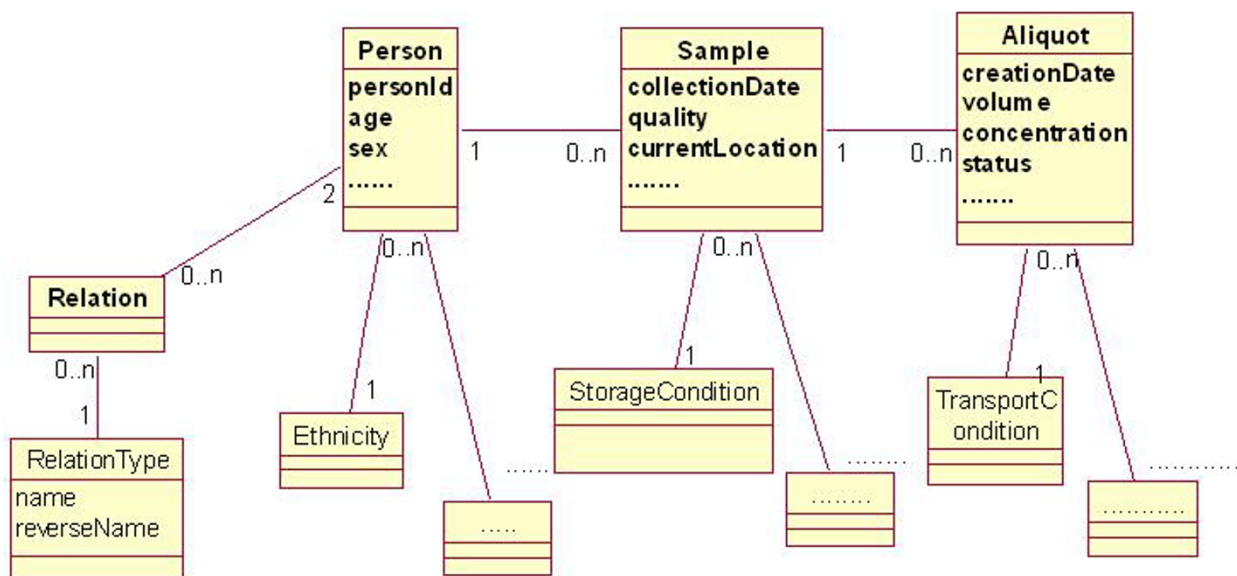 Person
personId
age
sex
......
Sample
collectionDate
quality
currentLocation
.......
Aliquot
creationDate
volume
concentration
status
.......
1
0..n
1
0..n
2
0..n
0..n
0..n
0..n
Relation
0..n
1
RelationType
name
reverseName
1
Ethnicity
.....
......
1
StorageCondition
........
........
1
TransportC
ondition
...........
............